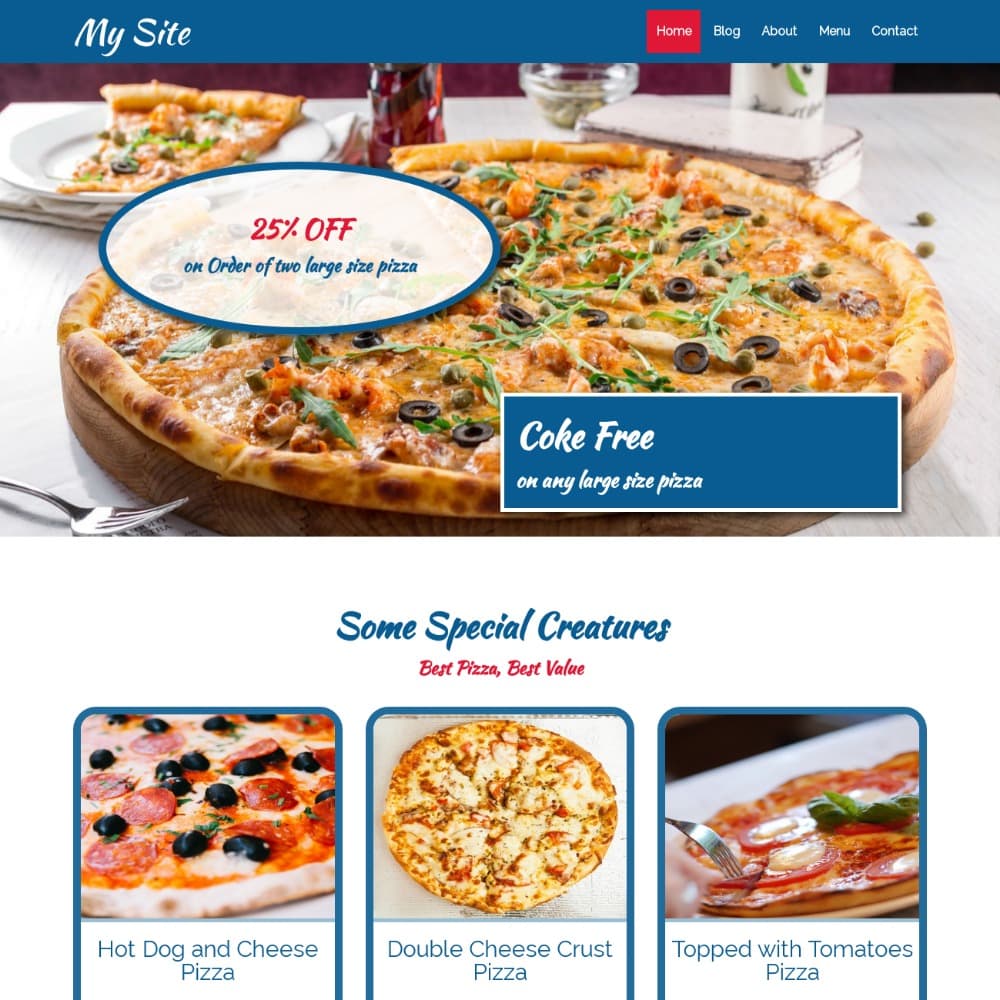 My Site
Home Blog About Menu Contact
25% OFF
on Order of two large size pizza
Coke Free
on any large size pizza
Some Special Creatures
Best Pizza, Best Value
Hot Dog and Cheese
Pizza
Double Cheese Crust
Pizza
Topped with Tomatoes
Pizza